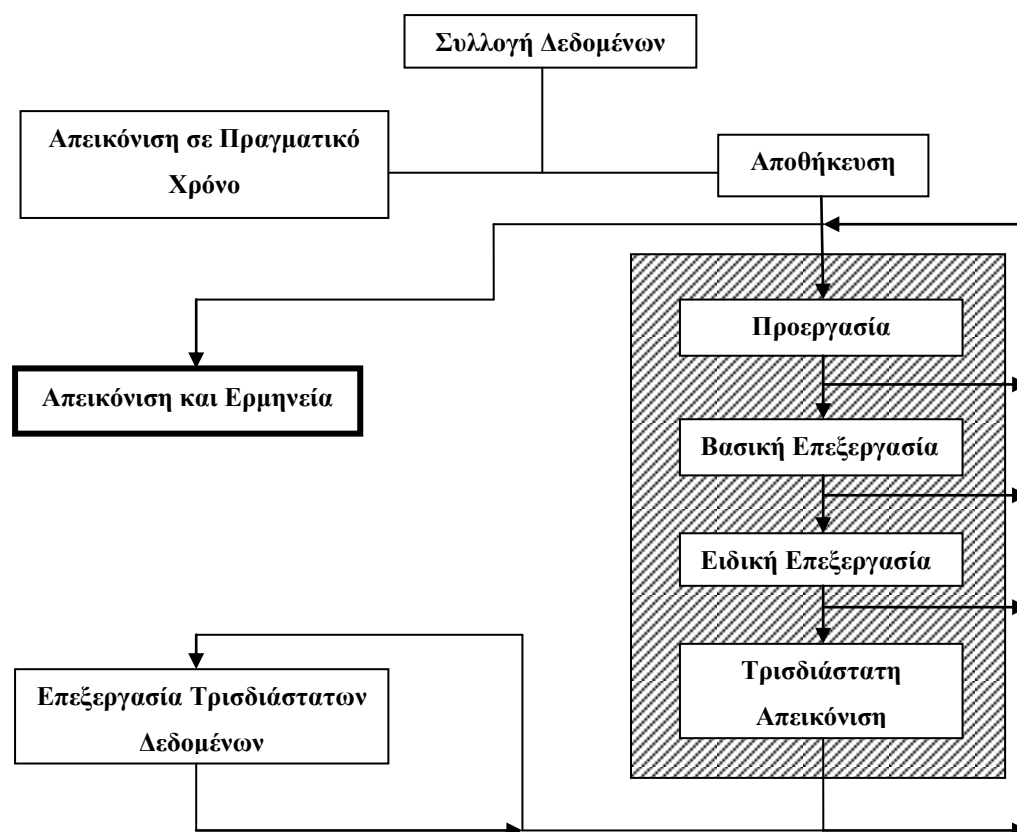 Συλλογή Δεδομένων
Απεικόνιση σε Πραγματικό
Χρόνο
Αποθήκευση
Προεργασία
Απεικόνιση και Ερμηνεία
Βασική Επεξεργασία
Ειδική Επεξεργασία
Τρισδιάστατη
Απεικόνιση
Επεξεργασία Τρισδιάστατων
Δεδομένων